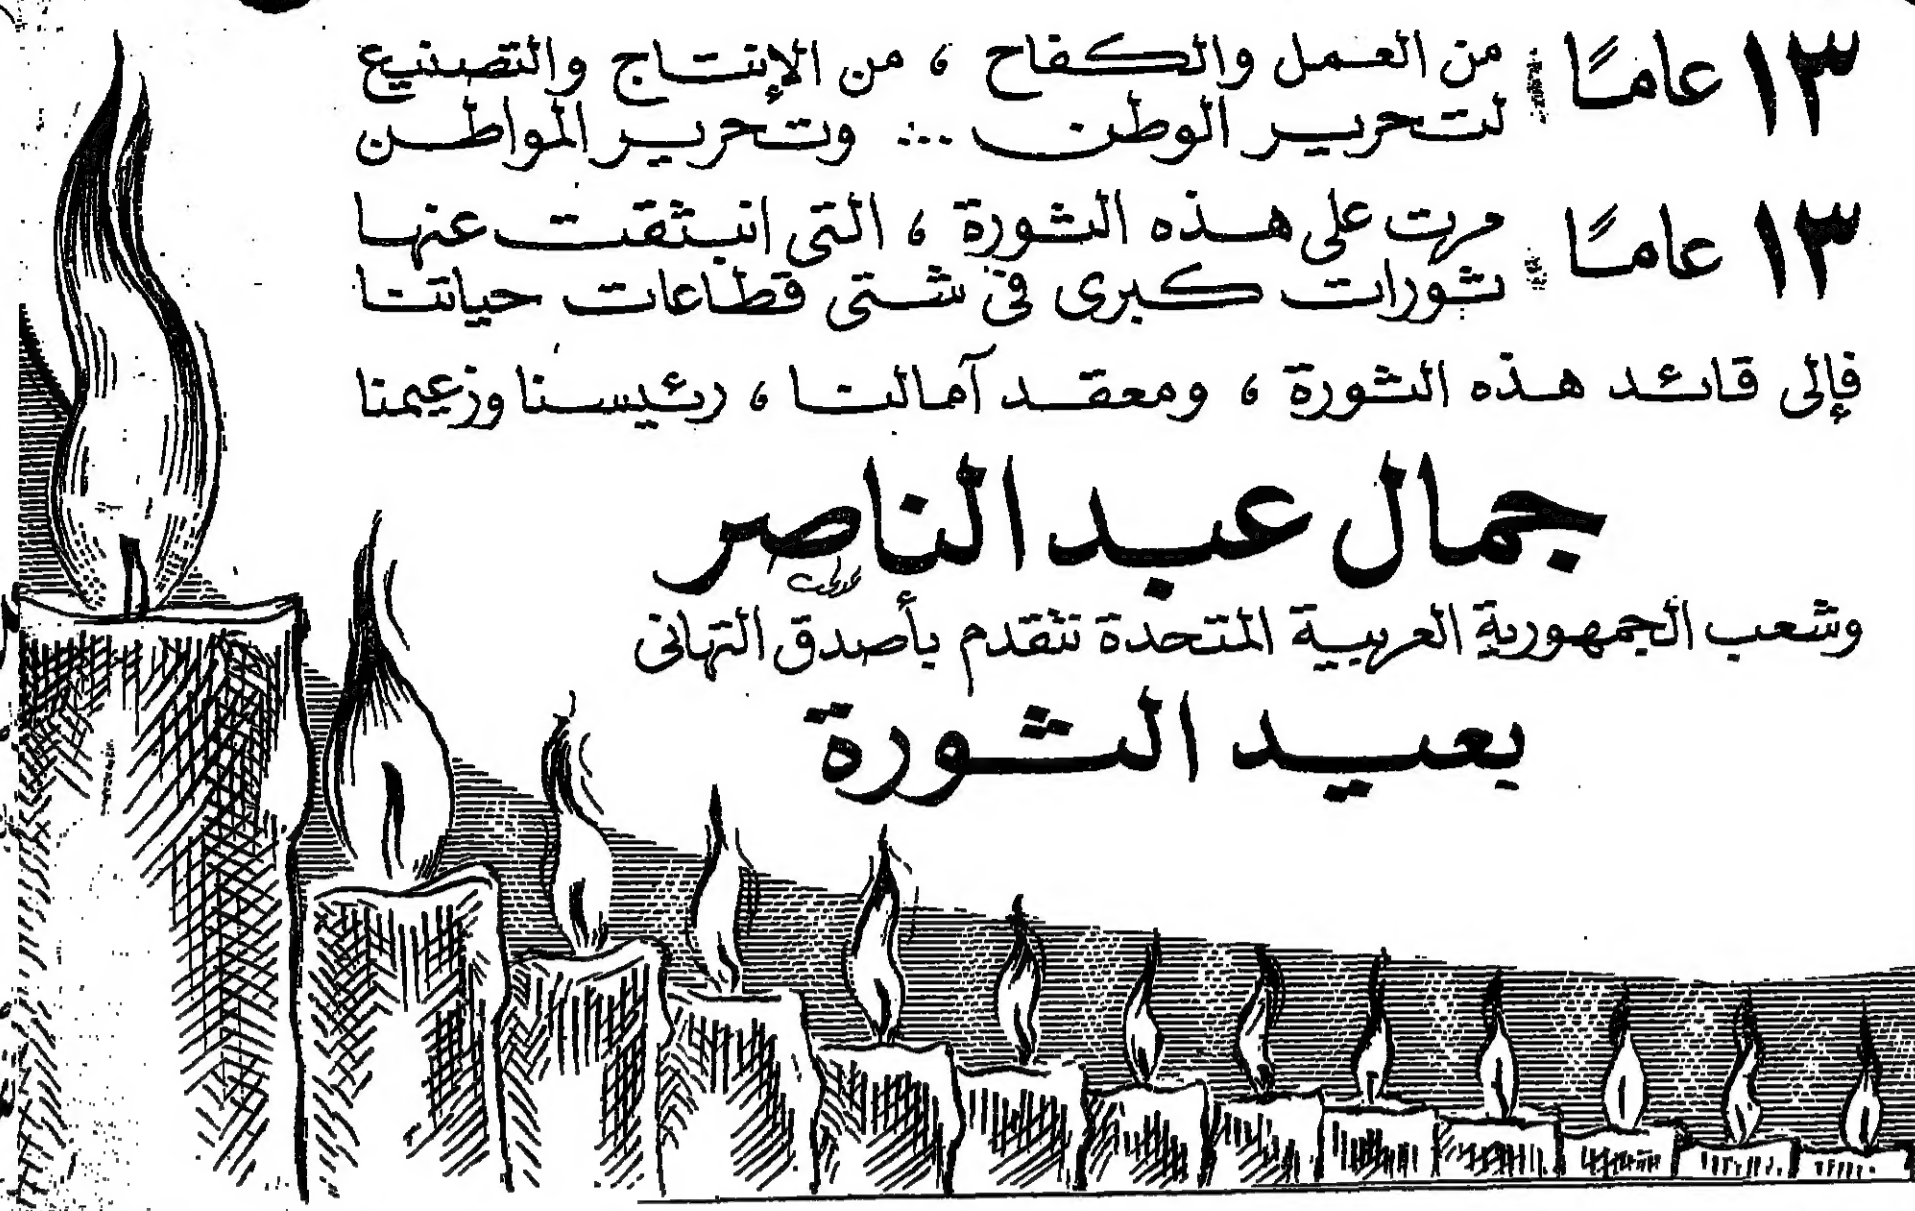 ١٣ عامًا من العمل والكفاح ، من الإنتاج والتصنيع
لتحرير الوطن ... وتحرير المواطن
١٣ عامًا مرت على هذه الثورة ، التى انبثقت عنها
ثورات كبرى فى شتى قطاعات حياتنا
فإلى قائد هذه الثورة ، ومعقد آمالنا ، رئيسنا وزعيمنا
جمال عبد الناصر
وشعب الجمهورية العربية المتحدة نتقدم بأصدق التهانى
بعيد الثورة